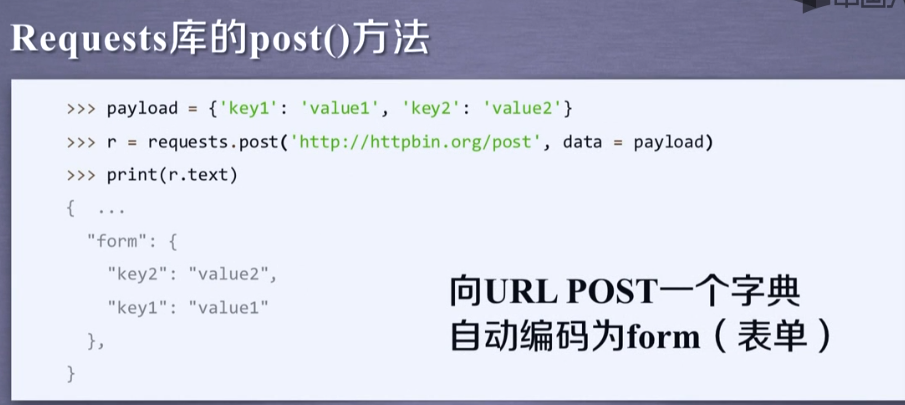 Requests库的post()方法
>>> payload = {'key1': 'value1', 'key2': 'value2'}
>>> r = requests.post('http://httpbin.org/post', data = payload)
>>> print(r.text)
{  ...
  "form": {
    "key2": "value2",
    "key1": "value1"
  },
}
向URL POST一个字典
自动编码为form（表单）